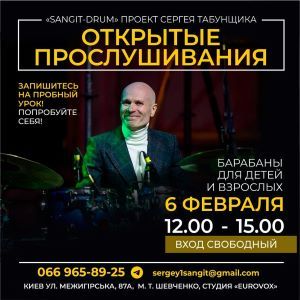 «SANGIT-DRUM» ПРОЕКТ СЕРГЕЯ ТАБУНЩИКА
ОТКРЫТЫЕ
ПРОСЛУШИВАНИЯ
ЗАПИШИТЕСЬ
НА ПРОБНЫЙ
УРОК!
ПОПРОБУЙТЕ
СЕБЯ!
БАРАБАНЫ
ДЛЯ ДЕТЕЙ
И ВЗРОСЛЫХ
6 ФЕВРАЛЯ
12.00 - 15.00
ВХОД СВОБОДНЫЙ
066 965-89-25 sergey1sangit@gmail.com
КИЕВ УЛ. МЕЖИГІРСЬКА, 87А, М. Т. ШЕВЧЕНКО, СТУДИЯ «EUROVOX»